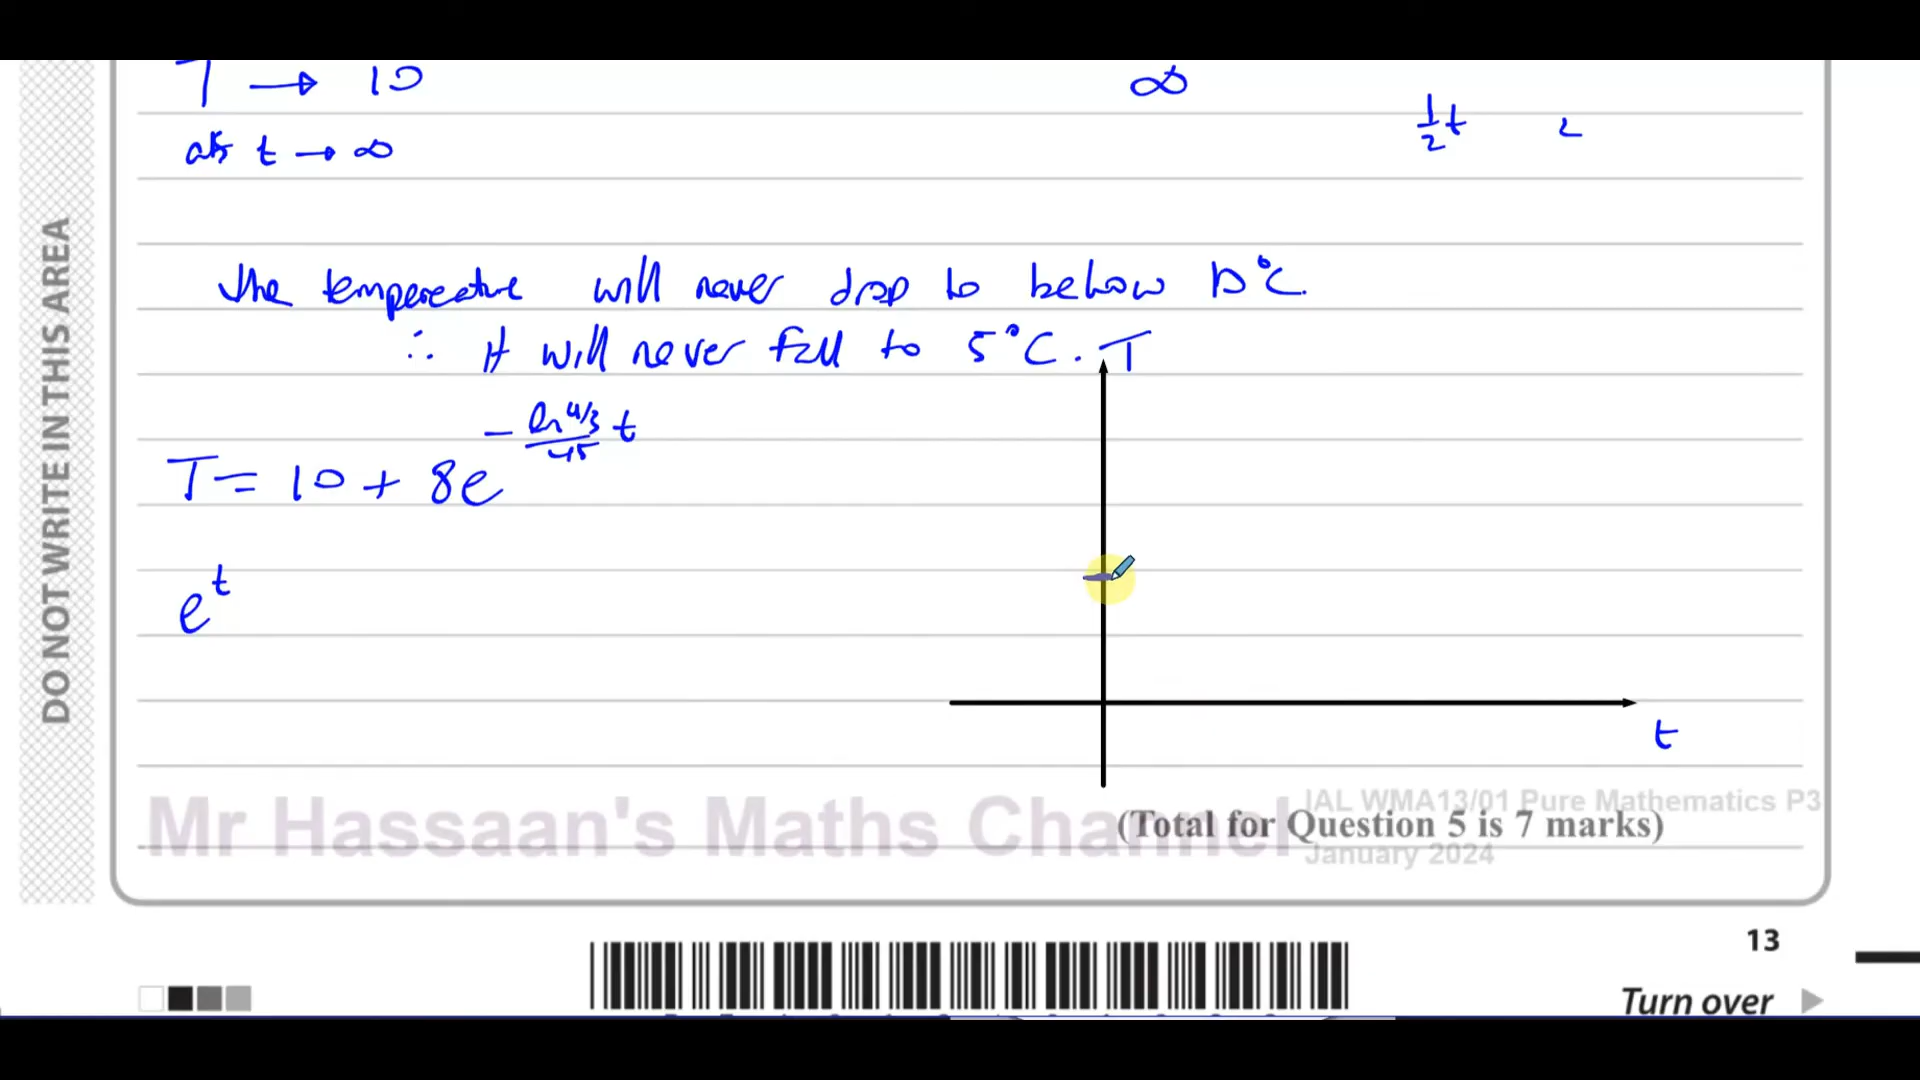 T → 10
∞
as t → ∞
1/2 t 2
The temperature will never drop to below 10°C.
∴ It will never fall to 5°C.
T
T = 10 + 8e^(- ln 4/3 / 45 t)
e^t
t
DO NOT WRITE IN THIS AREA
Mr Hassaan's Maths Channel
IAL WMA13/01 Pure Mathematics P3
(Total for Question 5 is 7 marks)
January 2024
13
Turn over